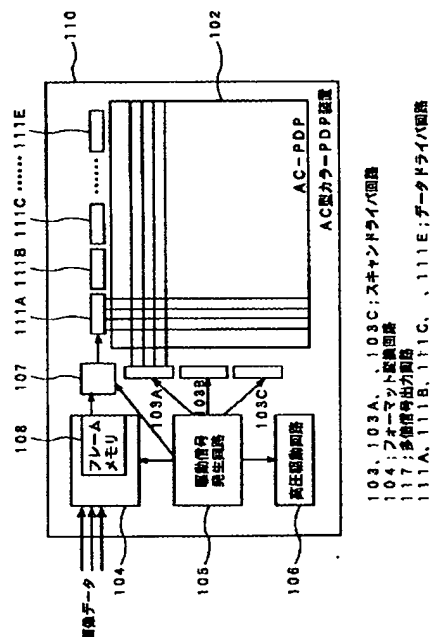 110
111A 111B 111C ...... 111E
102
107
108
フレーム
メモリ
AC-PDP
AC型カラーPDP装置
画像データ
104
103A
103B
103C
駆動信号
発生回路
105
高圧駆動回路
106
103、103A、、103C;スキャンドライバ回路
104;フォーマット変換回路
117;多値信号出力回路
111A、111B、111C、、111E;データドライバ回路